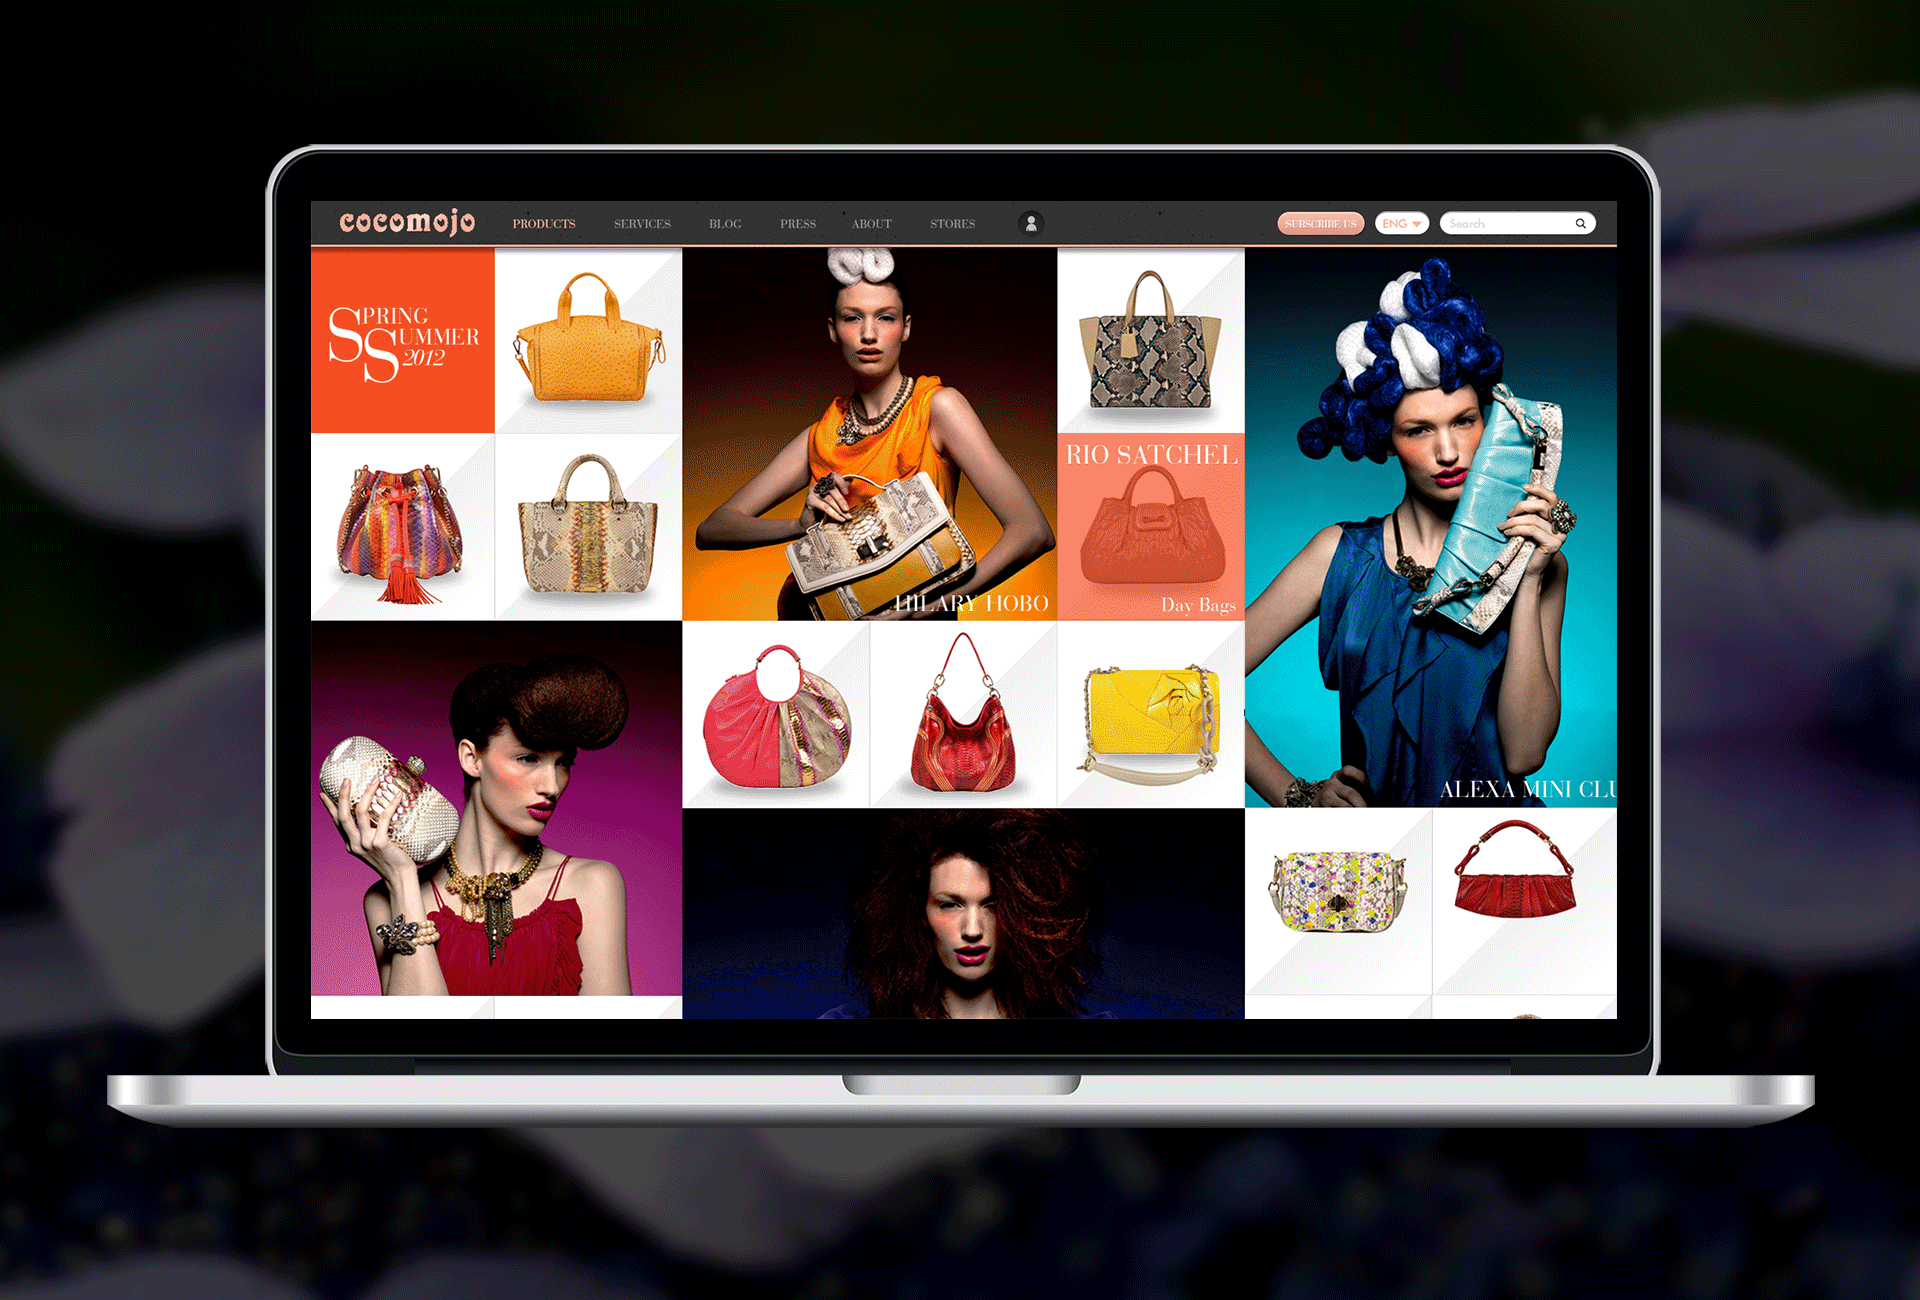 cocomojo
PRODUCTS
SERVICES
BLOG
PRESS
ABOUT
STORES
SUBSCRIBE US
ENG
Search
SPRING
SUMMER
2012
HILARY HOBO
RIO SATCHEL
Day Bags
ALEXA MINI CLU